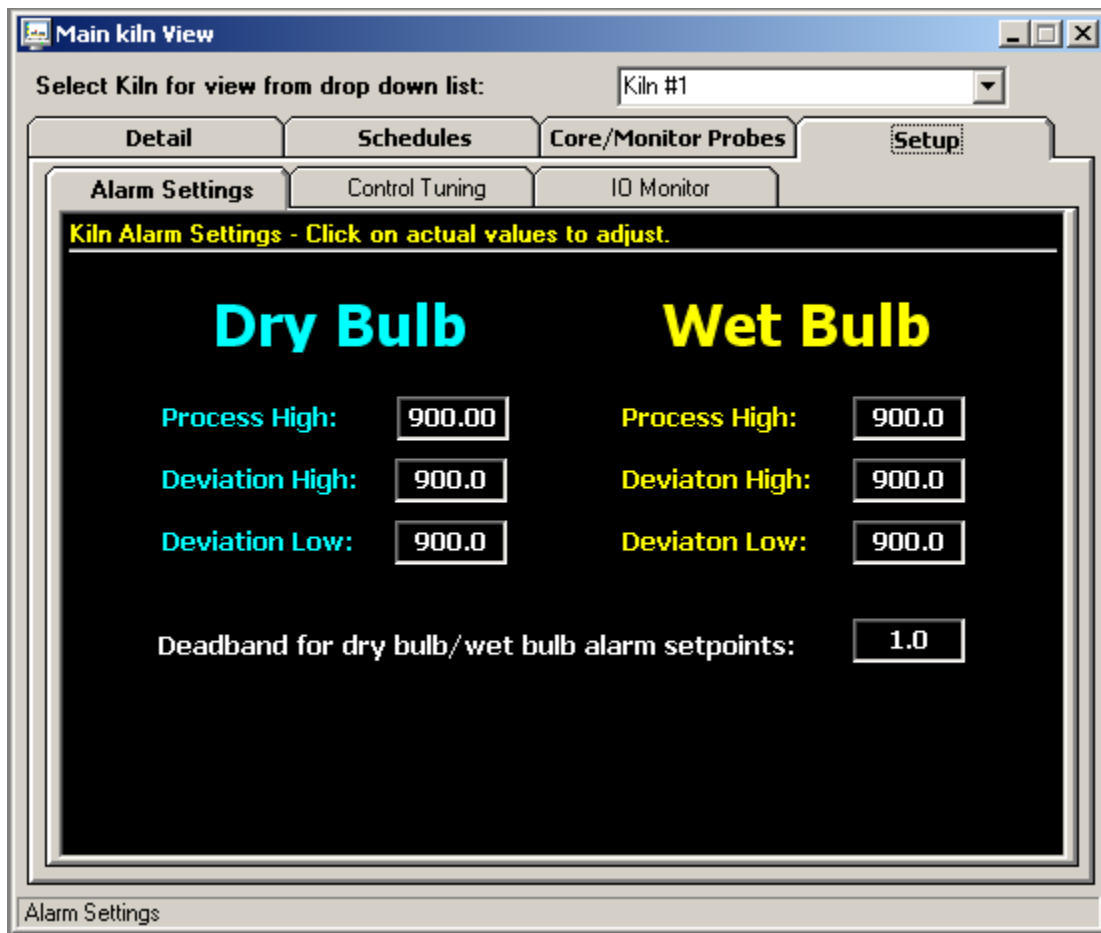 Main kiln View
Select Kiln for view from drop down list: Kiln #1
Detail Schedules Core/Monitor Probes Setup
Alarm Settings Control Tuning IO Monitor
Kiln Alarm Settings - Click on actual values to adjust.
Dry Bulb Wet Bulb
Process High: 900.00 Process High: 900.0
Deviation High: 900.0 Deviaton High: 900.0
Deviation Low: 900.0 Deviaton Low: 900.0
Deadband for dry bulb/wet bulb alarm setpoints: 1.0
Alarm Settings